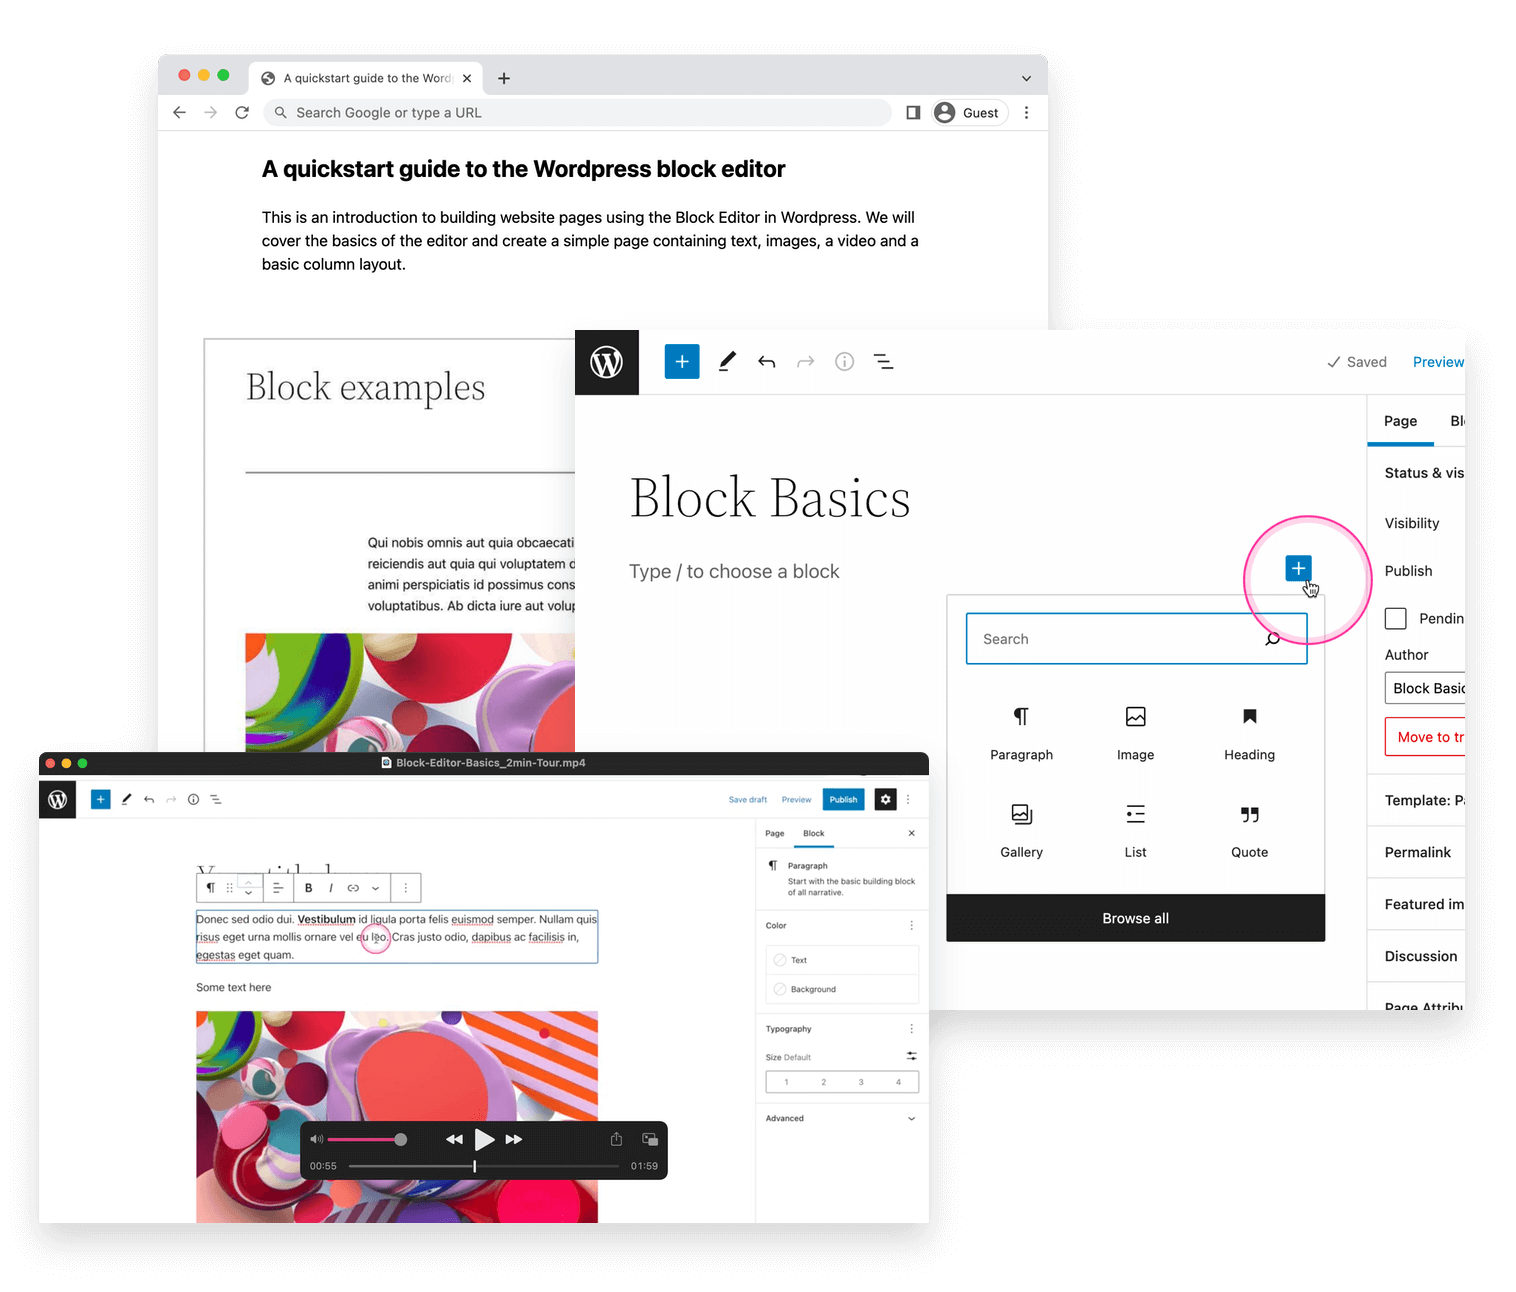 A quickstart guide to the Word
Search Google or type a URL
Guest
A quickstart guide to the Wordpress block editor
This is an introduction to building website pages using the Block Editor in Wordpress. We will
cover the basics of the editor and create a simple page containing text, images, a video and a
basic column layout.
Block examples
Qui nobis omnis aut quia obcaecati
reiciendis aut quia qui voluptatem d
animi perspiciatis id possimus cons
voluptatibus. Ab dicta iure aut volup
Saved
Preview
Page
Bl
Block Basics
Type / to choose a block
Search
Paragraph
Image
Heading
Gallery
List
Quote
Browse all
Status & vis
Visibility
Publish
Pendin
Author
Block Basic
Move to tr
Template: Pa
Permalink
Featured im
Discussion
Page Attribu
Block-Editor-Basics_2min-Tour.mp4
Save draft
Preview
Publish
Page
Block
B I
Donec sed odio dui. Vestibulum id ligula porta felis euismod semper. Nullam quis
risus eget urna mollis ornare vel eu leo. Cras justo odio, dapibus ac facilisis in,
egestas eget quam.
Some text here
Paragraph
Start with the basic building block
of all narrative.
Color
Text
Background
Typography
Size Default
1 2 3 4
Advanced
00:55
01:59